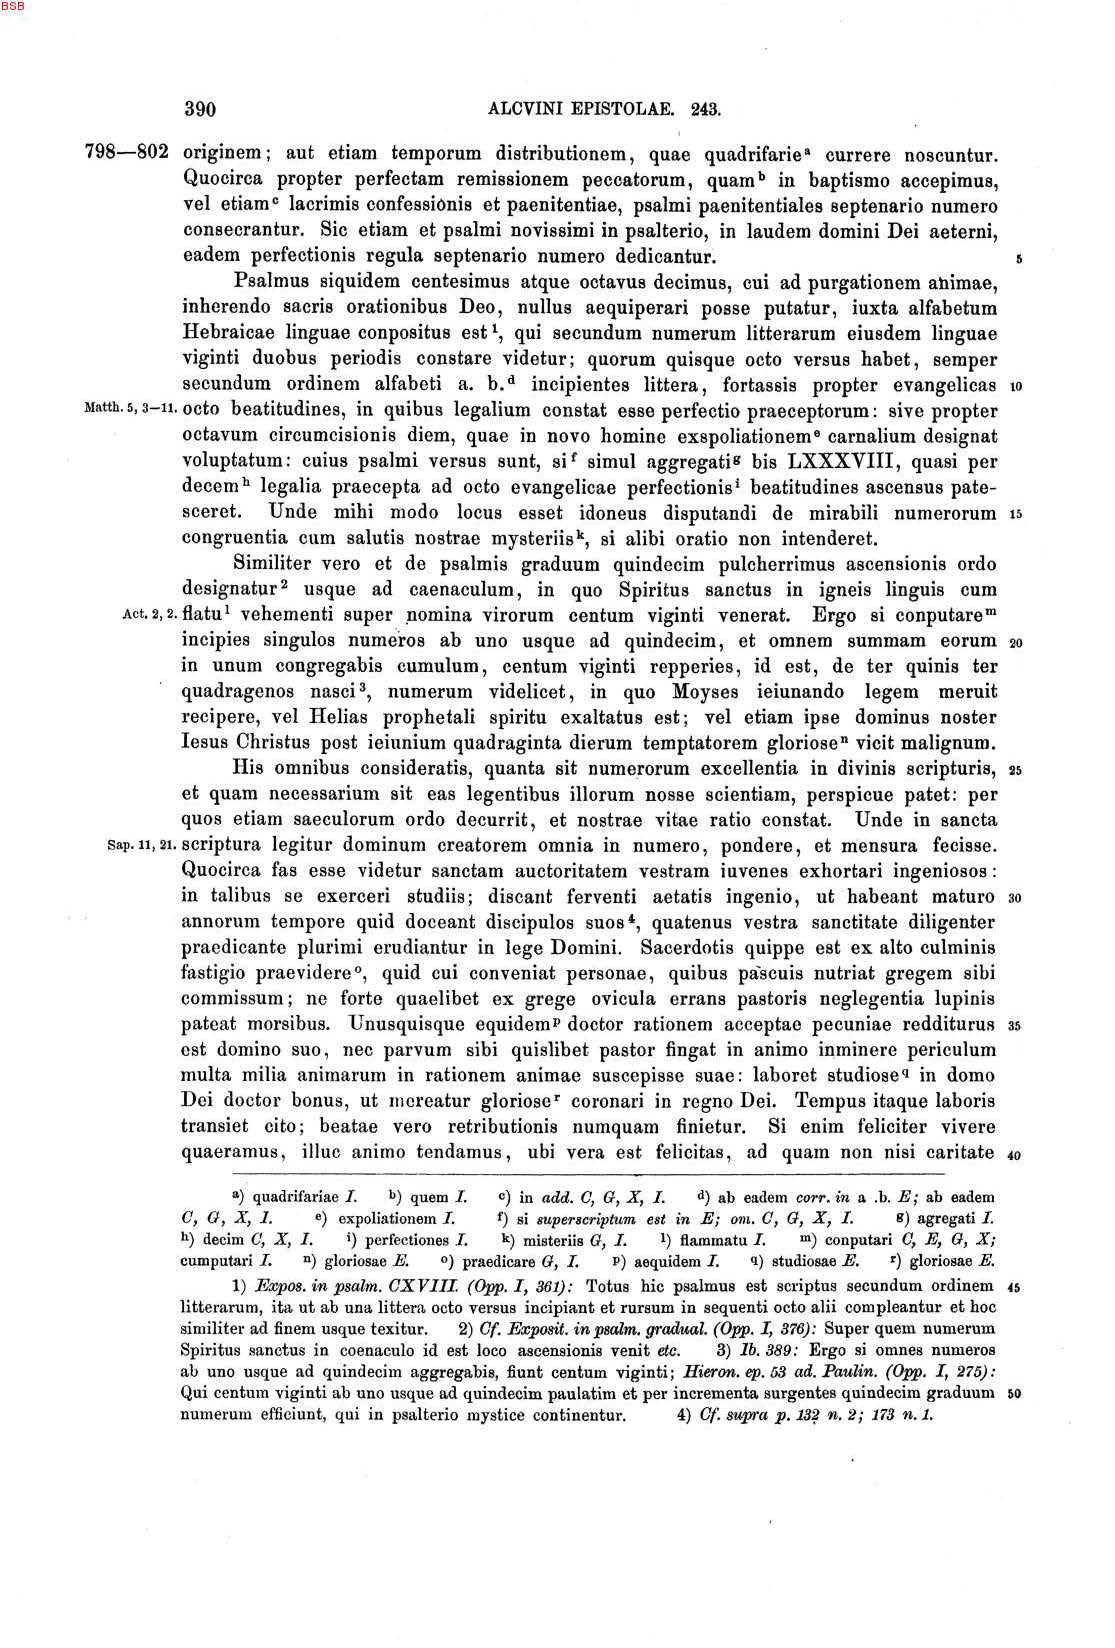 BSB
390 ALCVINI EPISTOLAE. 243.
798—802 originem; aut etiam temporum distributionem, quae quadrifarieᵃ currere noscuntur.
Quocirca propter perfectam remissionem peccatorum, quamᵇ in baptismo accepimus,
vel etiamᶜ lacrimis confessionis et paenitentiae, psalmi paenitentiales septenario numero
consecrantur. Sic etiam et psalmi novissimi in psalterio, in laudem domini Dei aeterni,
eadem perfectionis regula septenario numero dedicantur. 5
Psalmus siquidem centesimus atque octavus decimus, cui ad purgationem animae,
inherendo sacris orationibus Deo, nullus aequiperari posse putatur, iuxta alfabetum
Hebraicae linguae conpositus est¹, qui secundum numerum litterarum eiusdem linguae
viginti duobus periodis constare videtur; quorum quisque octo versus habet, semper
secundum ordinem alfabeti a. b.ᵈ incipientes littera, fortassis propter evangelicas 10
Matth. 5, 3—11. octo beatitudines, in quibus legalium constat esse perfectio praeceptorum: sive propter
octavum circumcisionis diem, quae in novo homine exspoliationemᵉ carnalium designat
voluptatum: cuius psalmi versus sunt, siᶠ simul aggregatiᵍ bis LXXXVIII, quasi per
decemʰ legalia praecepta ad octo evangelicae perfectionisⁱ beatitudines ascensus pate-
sceret. Unde mihi modo locus esset idoneus disputandi de mirabili numerorum 15
congruentia cum salutis nostrae mysteriisᵏ, si alibi oratio non intenderet.
Similiter vero et de psalmis graduum quindecim pulcherrimus ascensionis ordo
designatur² usque ad caenaculum, in quo Spiritus sanctus in igneis linguis cum
Act. 2, 2. flatuˡ vehementi super nomina virorum centum viginti venerat. Ergo si conputareᵐ
incipies singulos numeros ab uno usque ad quindecim, et omnem summam eorum 20
in unum congregabis cumulum, centum viginti repperies, id est, de ter quinis ter
quadragenos nasci³, numerum videlicet, in quo Moyses ieiunando legem meruit
recipere, vel Helias prophetali spiritu exaltatus est; vel etiam ipse dominus noster
Iesus Christus post ieiunium quadraginta dierum temptatorem glorioseⁿ vicit malignum.
His omnibus consideratis, quanta sit numerorum excellentia in divinis scripturis, 25
et quam necessarium sit eas legentibus illorum nosse scientiam, perspicue patet: per
quos etiam saeculorum ordo decurrit, et nostrae vitae ratio constat. Unde in sancta
Sap. 11, 21. scriptura legitur dominum creatorem omnia in numero, pondere, et mensura fecisse.
Quocirca fas esse videtur sanctam auctoritatem vestram iuvenes exhortari ingeniosos:
in talibus se exerceri studiis; discant ferventi aetatis ingenio, ut habeant maturo 30
annorum tempore quid doceant discipulos suos⁴, quatenus vestra sanctitate diligenter
praedicante plurimi erudiantur in lege Domini. Sacerdotis quippe est ex alto culminis
fastigio praevidereᵒ, quid cui conveniat personae, quibus pascuis nutriat gregem sibi
commissum; ne forte quaelibet ex grege ovicula errans pastoris neglegentia lupinis
pateat morsibus. Unusquisque equidemᵖ doctor rationem acceptae pecuniae redditurus 35
est domino suo, nec parvum sibi quislibet pastor fingat in animo inminere periculum
multa milia animarum in rationem animae suscepisse suae: laboret studiose𐞥 in domo
Dei doctor bonus, ut mereatur glorioseʳ coronari in regno Dei. Tempus itaque laboris
transiet cito; beatae vero retributionis numquam finietur. Si enim feliciter vivere
quaeramus, illuc animo tendamus, ubi vera est felicitas, ad quam non nisi caritate 40
ᵃ) quadrifariae I. ᵇ) quem I. ᶜ) in add. C, G, X, I. ᵈ) ab eadem corr. in a .b. E; ab eadem
C, G, X, I. ᵉ) expoliationem I. ᶠ) si superscriptum est in E; om. C, G, X, I. ᵍ) agregati I.
ʰ) decim C, X, I. ⁱ) perfectiones I. ᵏ) misteriis G, I. ˡ) flammatu I. ᵐ) conputari C, E, G, X;
cumputari I. ⁿ) gloriosae E. ᵒ) praedicare G, I. ᵖ) aequidem I. 𐞥) studiosae E. ʳ) gloriosae E.
1) Expos. in psalm. CXVIII. (Opp. I, 361): Totus hic psalmus est scriptus secundum ordinem 45
litterarum, ita ut ab una littera octo versus incipiant et rursum in sequenti octo alii compleantur et hoc
similiter ad finem usque texitur. 2) Cf. Exposit. in psalm. gradual. (Opp. I, 376): Super quem numerum
Spiritus sanctus in coenaculo id est loco ascensionis venit etc. 3) Ib. 389: Ergo si omnes numeros
ab uno usque ad quindecim aggregabis, fiunt centum viginti; Hieron. ep. 53 ad. Paulin. (Opp. I, 275):
Qui centum viginti ab uno usque ad quindecim paulatim et per incrementa surgentes quindecim graduum 50
numerum efficiunt, qui in psalterio mystice continentur. 4) Cf. supra p. 132 n. 2; 173 n. 1.